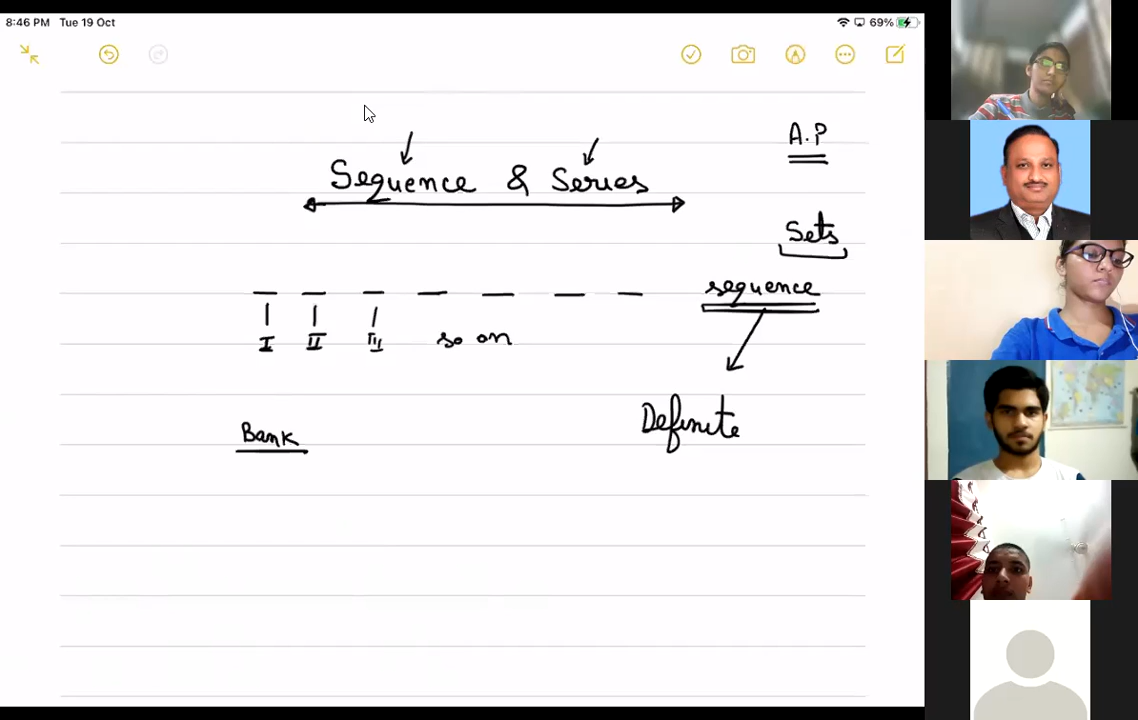 8:46 PM Tue 19 Oct 69%
A.P
Sequence & Series
Sets
sequence
I II III so on
Definite
Bank